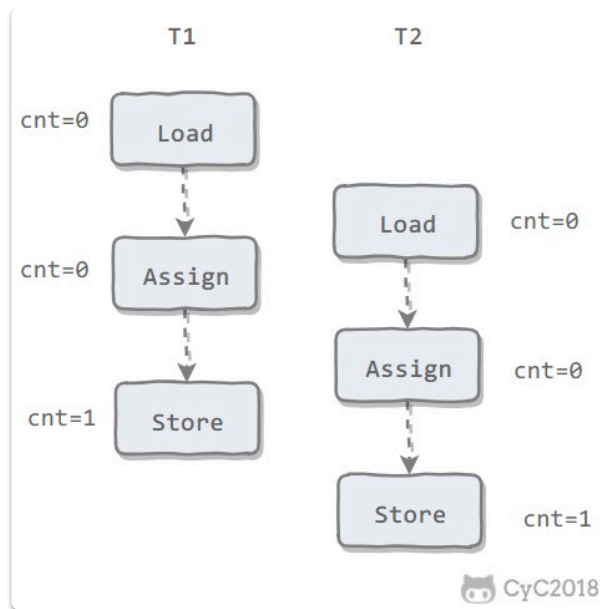 T1 T2
cnt=0 Load
Load cnt=0
cnt=0 Assign
Assign cnt=0
cnt=1 Store
Store cnt=1
CyC2018